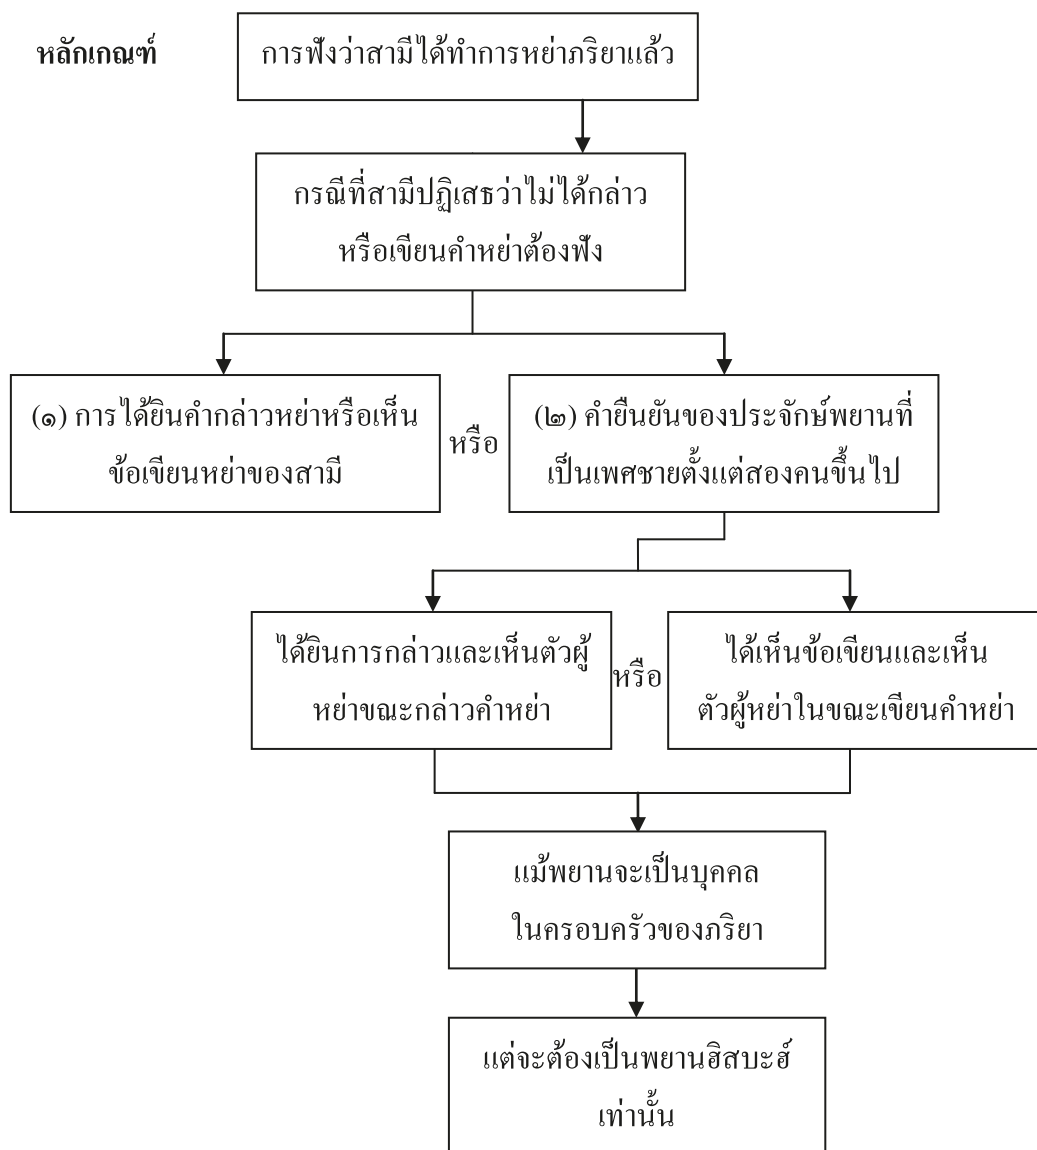 หลักเกณฑ์
การฟังว่าสามีได้ทำการหย่าภริยาแล้ว
กรณีที่สามีปฏิเสธว่าไม่ได้กล่าว
หรือเขียนคำหย่าต้องฟัง
(๑) การได้ยินคำกล่าวหย่าหรือเห็น
ข้อเขียนหย่าของสามี
หรือ
(๒) คำยืนยันของประจักษ์พยานที่
เป็นเพศชายตั้งแต่สองคนขึ้นไป
ได้ยินการกล่าวและเห็นตัวผู้
หย่าขณะกล่าวคำหย่า
หรือ
ได้เห็นข้อเขียนและเห็น
ตัวผู้หย่าในขณะเขียนคำหย่า
แม้พยานจะเป็นบุคคล
ในครอบครัวของภริยา
แต่จะต้องเป็นพยานฮิสบะฮ์
เท่านั้น